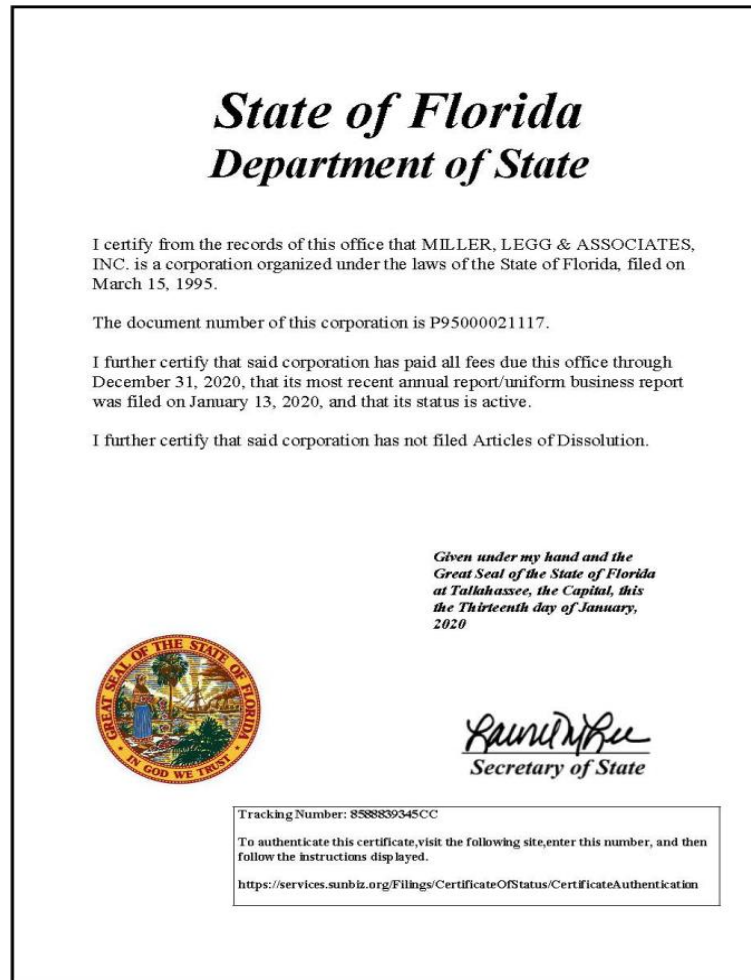 State of Florida
Department of State
I certify from the records of this office that MILLER, LEGG & ASSOCIATES,
INC. is a corporation organized under the laws of the State of Florida, filed on
March 15, 1995.
The document number of this corporation is P95000021117.
I further certify that said corporation has paid all fees due this office through
December 31, 2020, that its most recent annual report/uniform business report
was filed on January 13, 2020, and that its status is active.
I further certify that said corporation has not filed Articles of Dissolution.
Given under my hand and the
Great Seal of the State of Florida
at Tallahassee, the Capital, this
the Thirteenth day of January,
2020
GREAT SEAL OF THE STATE OF FLORIDA
IN GOD WE TRUST
Secretary of State
Tracking Number: 8588839345CC
To authenticate this certificate,visit the following site,enter this number, and then
follow the instructions displayed.
https://services.sunbiz.org/Filings/CertificateOfStatus/CertificateAuthentication